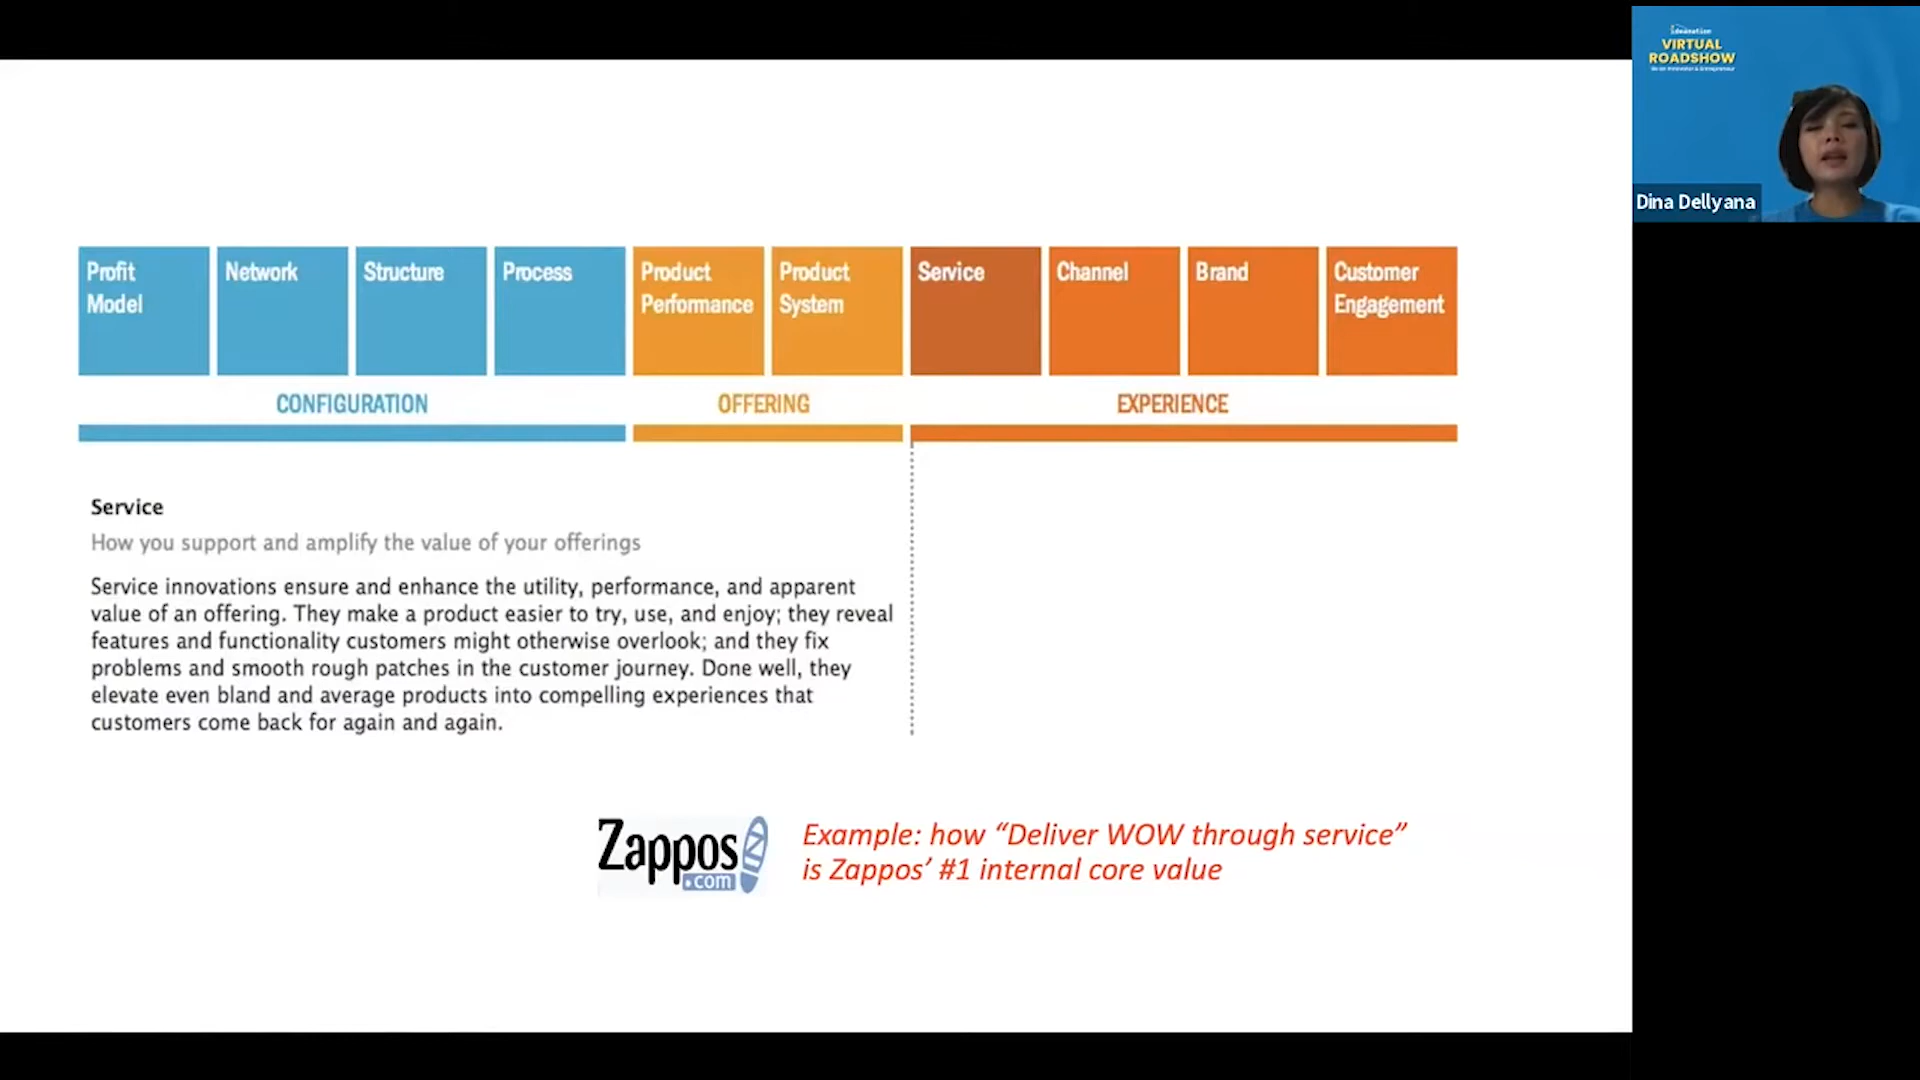 ideanation
VIRTUAL
ROADSHOW
Dina Dellyana
Profit
Model
Network
Structure
Process
Product
Performance
Product
System
Service
Channel
Brand
Customer
Engagement
CONFIGURATION
OFFERING
EXPERIENCE
Service
How you support and amplify the value of your offerings
Service innovations ensure and enhance the utility, performance, and apparent
value of an offering. They make a product easier to try, use, and enjoy; they reveal
features and functionality customers might otherwise overlook; and they fix
problems and smooth rough patches in the customer journey. Done well, they
elevate even bland and average products into compelling experiences that
customers come back for again and again.
Zappos
.com
Example: how “Deliver WOW through service”
is Zappos’ #1 internal core value